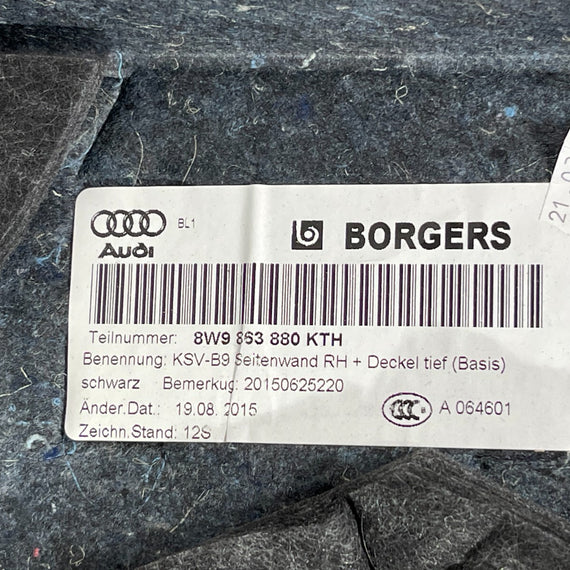 Audi BL1 BORGERS
Teilnummer: 8W9 863 880 KTH
Benennung: KSV-B9 Seitenwand RH + Deckel tief (Basis)
schwarz Bemerkug: 20150625220
Änder.Dat.: 19.08.2015 CCC A 064601
Zeichn.Stand: 12S